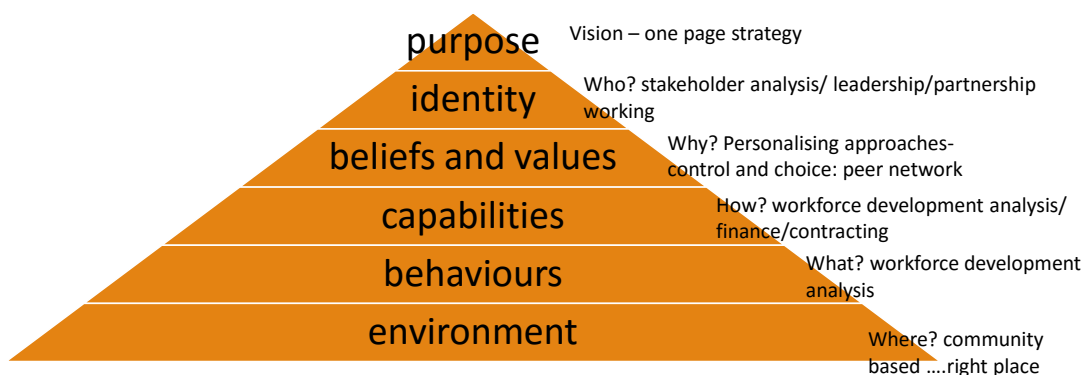 purpose
Vision – one page strategy
identity
Who? stakeholder analysis/ leadership/partnership
working
beliefs and values
Why? Personalising approaches-
control and choice: peer network
capabilities
How? workforce development analysis/
finance/contracting
behaviours
What? workforce development
analysis
environment
Where? community
based ....right place